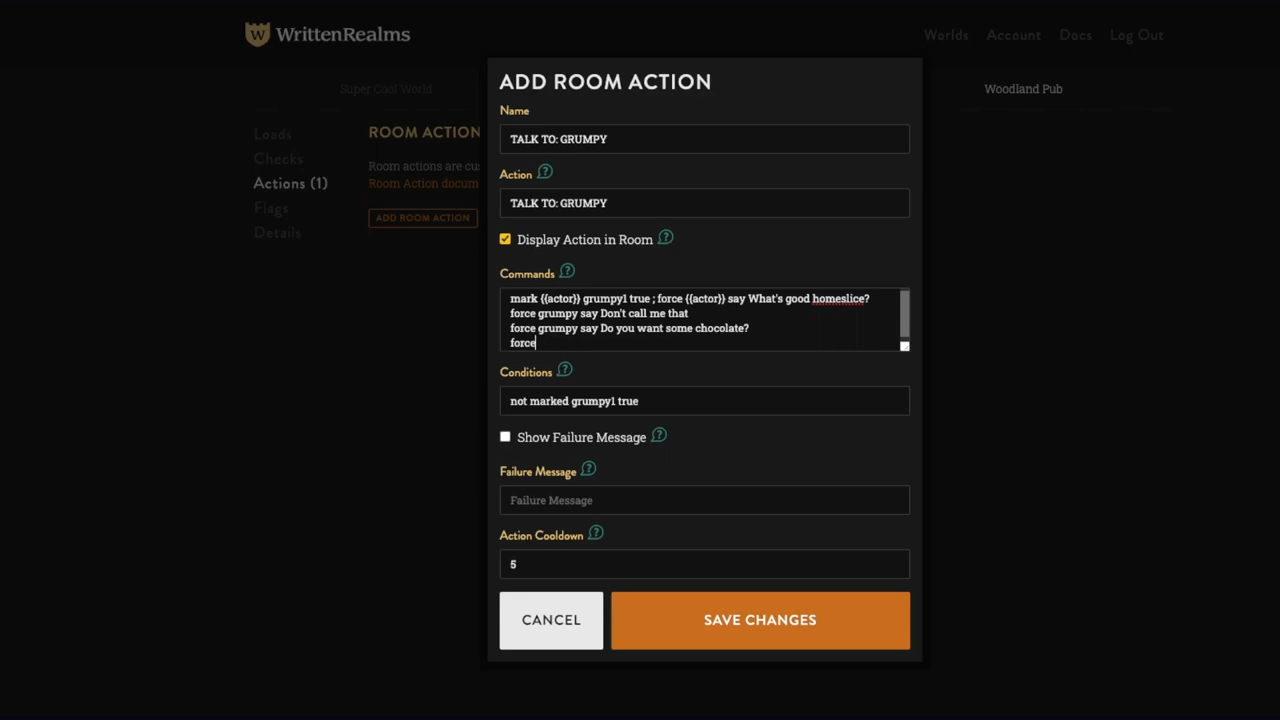 WrittenRealms
Worlds Account Docs Log Out
Super Cool World
Woodland Pub
Loads
Checks
Actions (1)
Flags
Details
ROOM ACTION
Room actions are cus
Room Action docum
ADD ROOM ACTION
ADD ROOM ACTION
Name
TALK TO: GRUMPY
Action
TALK TO: GRUMPY
Display Action in Room
Commands
mark {{actor}} grumpy1 true ; force {{actor}} say What's good homeslice?
force grumpy say Don't call me that
force grumpy say Do you want some chocolate?
force
Conditions
not marked grumpy1 true
Show Failure Message
Failure Message
Failure Message
Action Cooldown
5
CANCEL
SAVE CHANGES